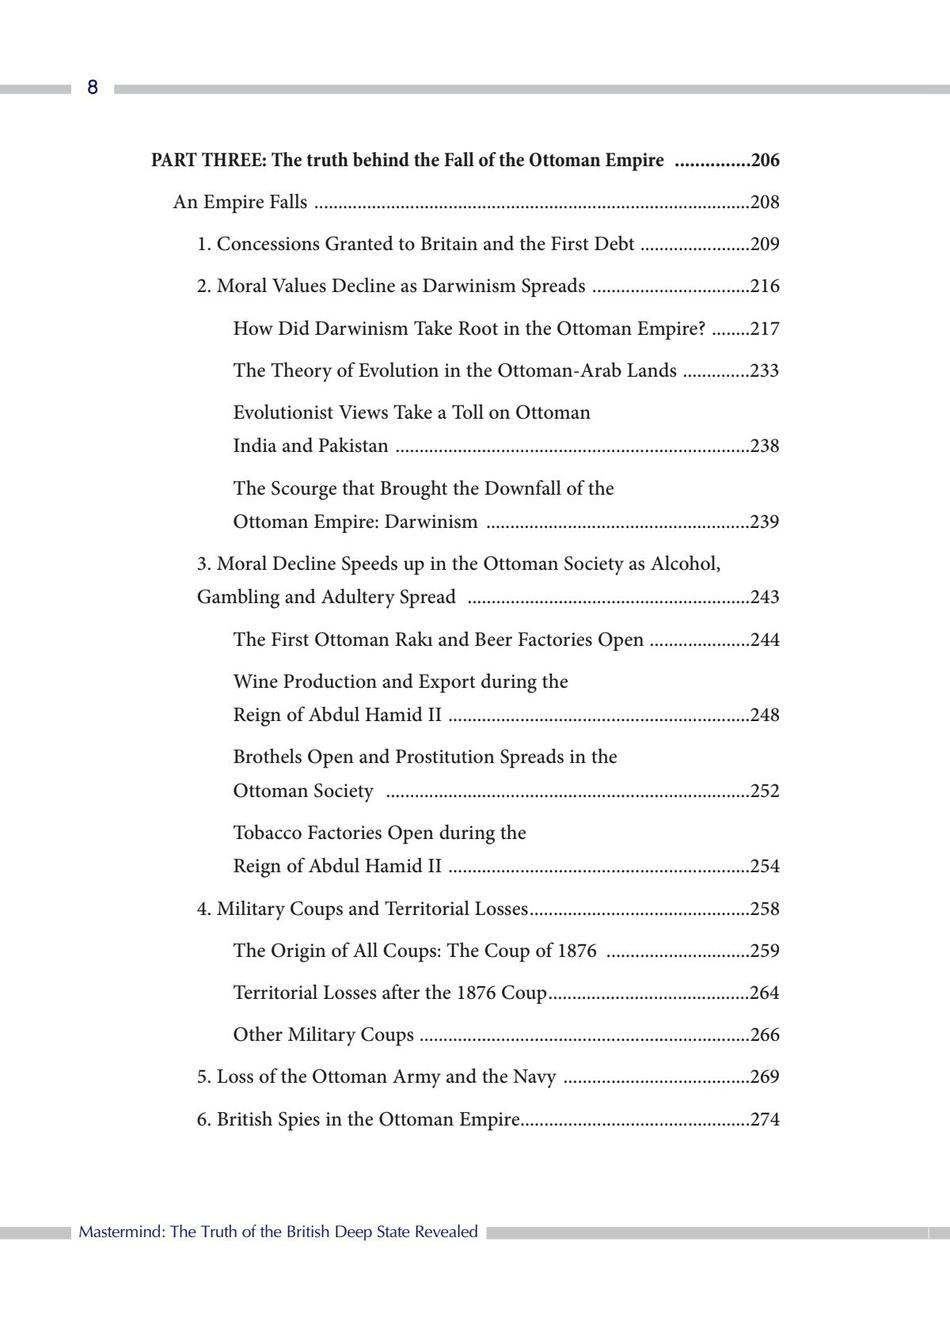 8
PART THREE: The truth behind the Fall of the Ottoman Empire ...............206
An Empire Falls ...........................................................................................208
1. Concessions Granted to Britain and the First Debt .......................209
2. Moral Values Decline as Darwinism Spreads .................................216
How Did Darwinism Take Root in the Ottoman Empire? ........217
The Theory of Evolution in the Ottoman-Arab Lands ..............233
Evolutionist Views Take a Toll on Ottoman
India and Pakistan ..........................................................................238
The Scourge that Brought the Downfall of the
Ottoman Empire: Darwinism .......................................................239
3. Moral Decline Speeds up in the Ottoman Society as Alcohol,
Gambling and Adultery Spread ...........................................................243
The First Ottoman Rakı and Beer Factories Open .....................244
Wine Production and Export during the
Reign of Abdul Hamid II ...............................................................248
Brothels Open and Prostitution Spreads in the
Ottoman Society ............................................................................252
Tobacco Factories Open during the
Reign of Abdul Hamid II ...............................................................254
4. Military Coups and Territorial Losses..............................................258
The Origin of All Coups: The Coup of 1876 ..............................259
Territorial Losses after the 1876 Coup..........................................264
Other Military Coups .....................................................................266
5. Loss of the Ottoman Army and the Navy .......................................269
6. British Spies in the Ottoman Empire................................................274
Mastermind: The Truth of the British Deep State Revealed